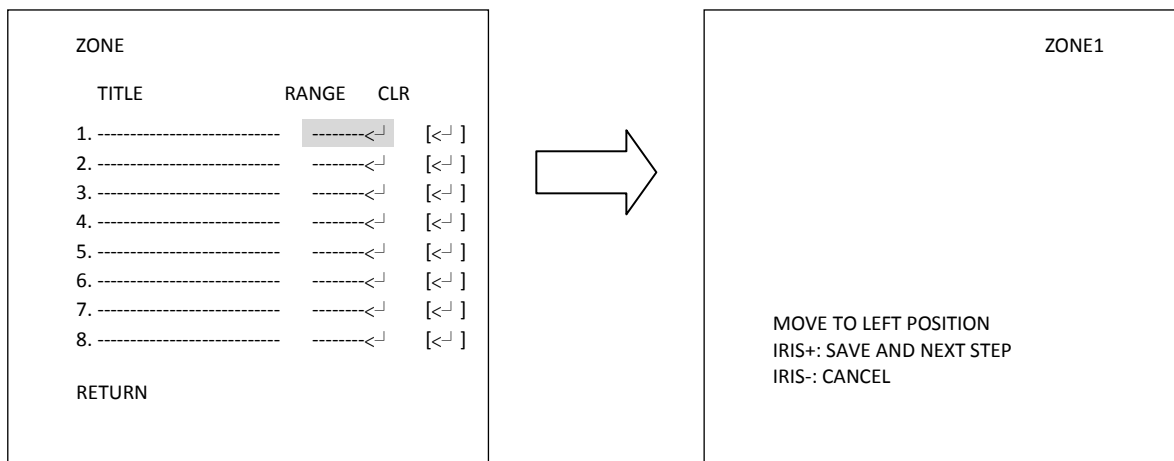 ZONE
TITLE RANGE CLR
1. ---------------------------- --------<┘ [<┘ ]
2. ---------------------------- --------<┘ [<┘ ]
3. ---------------------------- --------<┘ [<┘ ]
4. ---------------------------- --------<┘ [<┘ ]
5. ---------------------------- --------<┘ [<┘ ]
6. ---------------------------- --------<┘ [<┘ ]
7. ---------------------------- --------<┘ [<┘ ]
8. ---------------------------- --------<┘ [<┘ ]
RETURN
ZONE1
MOVE TO LEFT POSITION
IRIS+: SAVE AND NEXT STEP
IRIS-: CANCEL